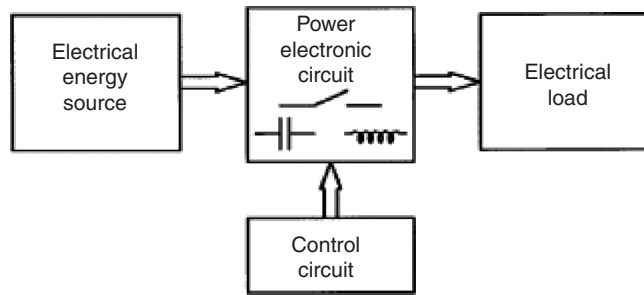 Electrical
energy
source
Power
electronic
circuit
Electrical
load
Control
circuit